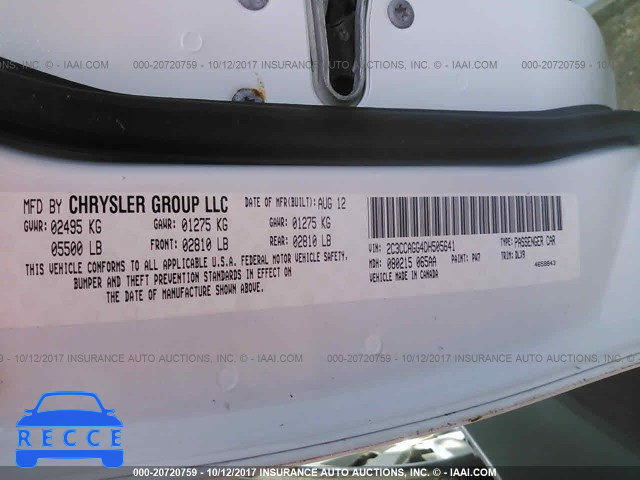 000-20720759 - 10/12/2017 INSURANCE AUTO AUCTIONS, INC. - © - IAAI.COM
MFD BY CHRYSLER GROUP LLC
DATE OF MFR(BUILT): AUG 12
GVWR: 02495 KG
GAWR: 01275 KG
GAWR: 01275 KG
05500 LB
FRONT: 02810 LB
REAR: 02810 LB
THIS VEHICLE CONFORMS TO ALL APPLICABLE U.S.A. FEDERAL MOTOR VEHICLE SAFETY,
BUMPER AND THEFT PREVENTION STANDARDS IN EFFECT ON
THE DATE OF MANUFACTURE SHOWN ABOVE.
VIN: 2C3CCAGG4DH505641
TYPE: PASSENGER CAR
MDH: 080215 065AA
PAINT: PW7
TRIM: DLX9
VEHICLE MADE IN CANADA
4658843
000-20720759 - 10/12/2017 INSURANCE AUTO AUCTIONS, INC. - © - IAAI.COM
RECCE
000-20720759 - 10/12/2017 INSURANCE AUTO AUCTIONS, INC. - © - IAAI.COM